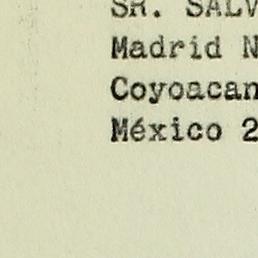 SR. SALV
Madrid N
Coyoacan
México 2